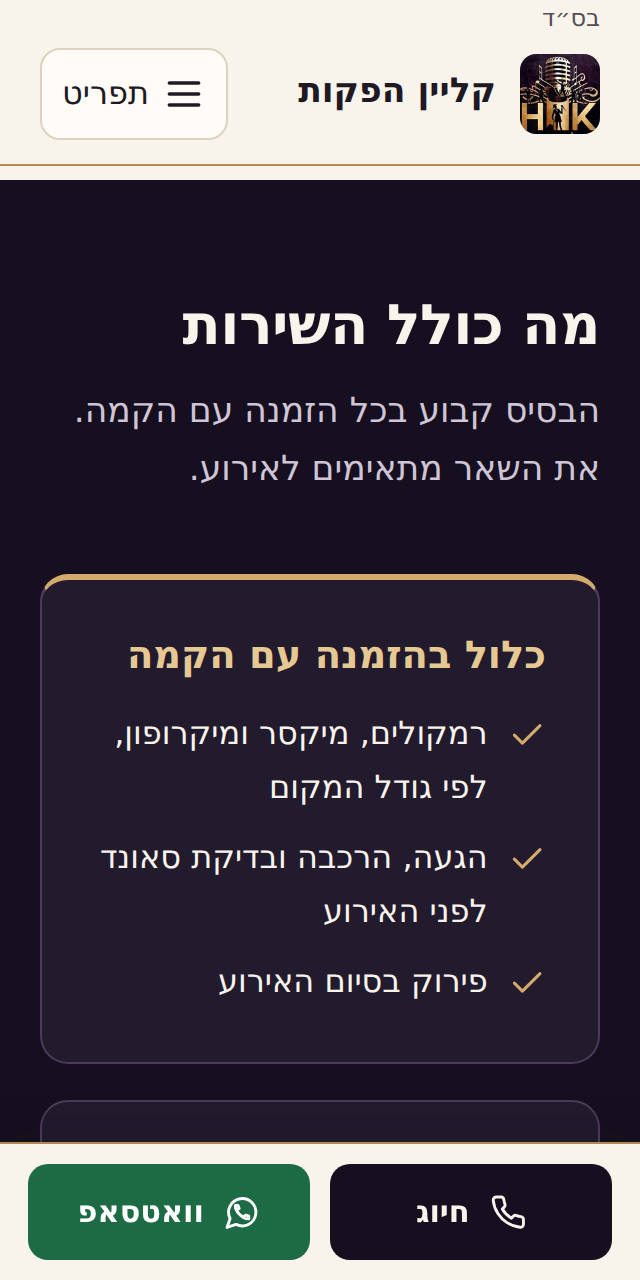 בס״ד
קליין הפקות
תפריט
מה כולל השירות
הבסיס קבוע בכל הזמנה עם הקמה.
את השאר מתאימים לאירוע.
כלול בהזמנה עם הקמה
רמקולים, מיקסר ומיקרופון,
לפי גודל המקום
הגעה, הרכבה ובדיקת סאונד
לפני האירוע
פירוק בסיום האירוע
חיוג
וואטסאפ